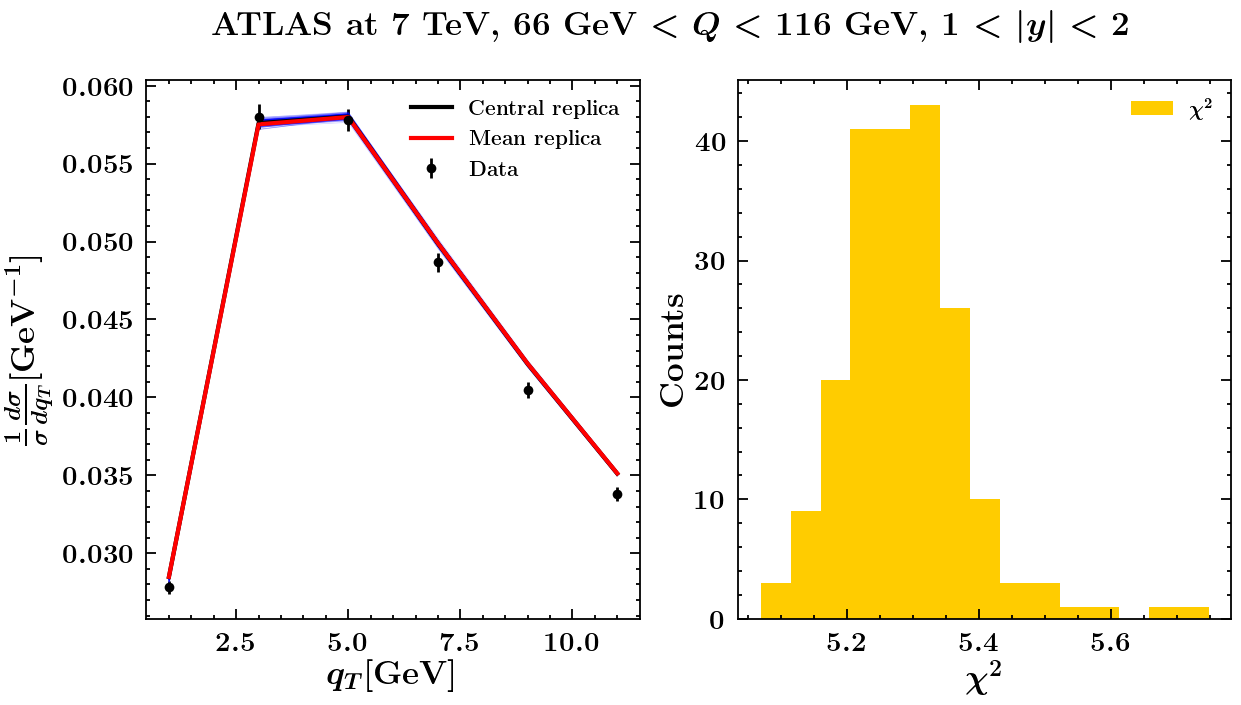 ATLAS at 7 TeV, 66 GeV < Q < 116 GeV, 1 < |y| < 2
0.060
0.055
0.050
0.045
0.040
0.035
0.030
1/σ dσ/dq_T [GeV⁻¹]
Central replica
Mean replica
Data
2.5 5.0 7.5 10.0
q_T[GeV]
40
30
20
10
0
Counts
χ²
5.2 5.4 5.6
χ²